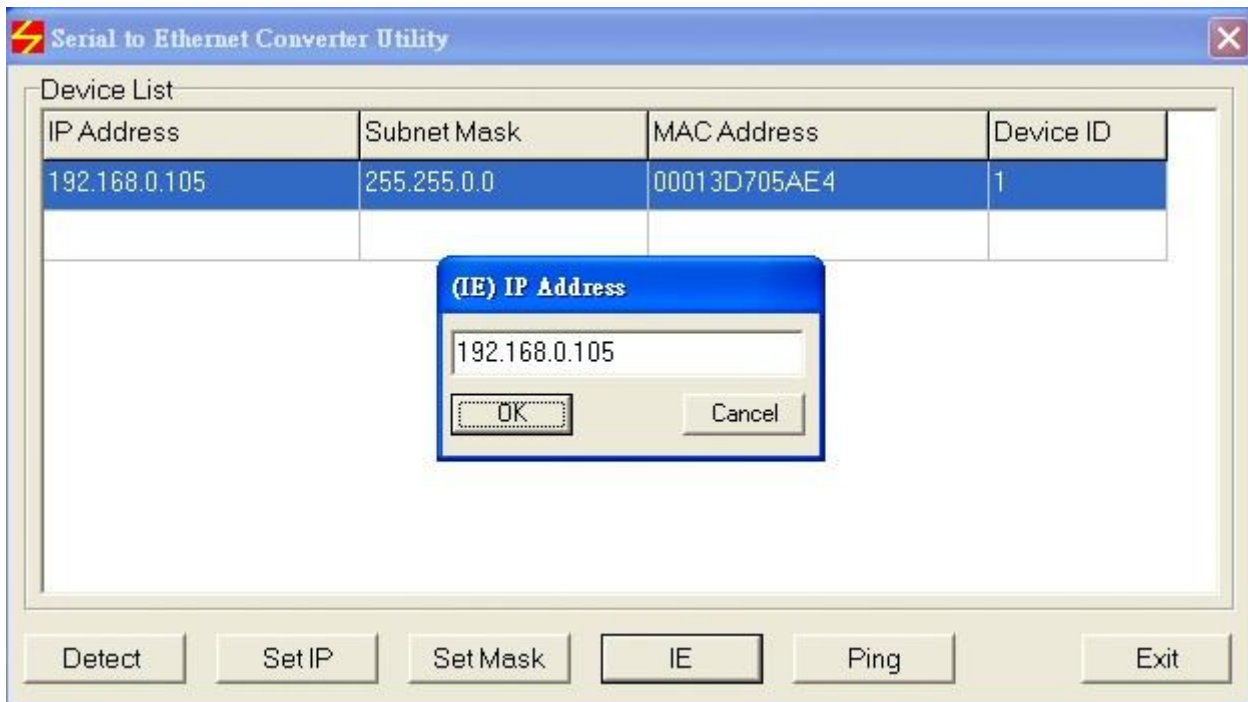 Serial to Ethernet Converter Utility
Device List
IP Address Subnet Mask MAC Address Device ID
192.168.0.105 255.255.0.0 00013D705AE4 1
(IE) IP Address
192.168.0.105
OK Cancel
Detect Set IP Set Mask IE Ping Exit